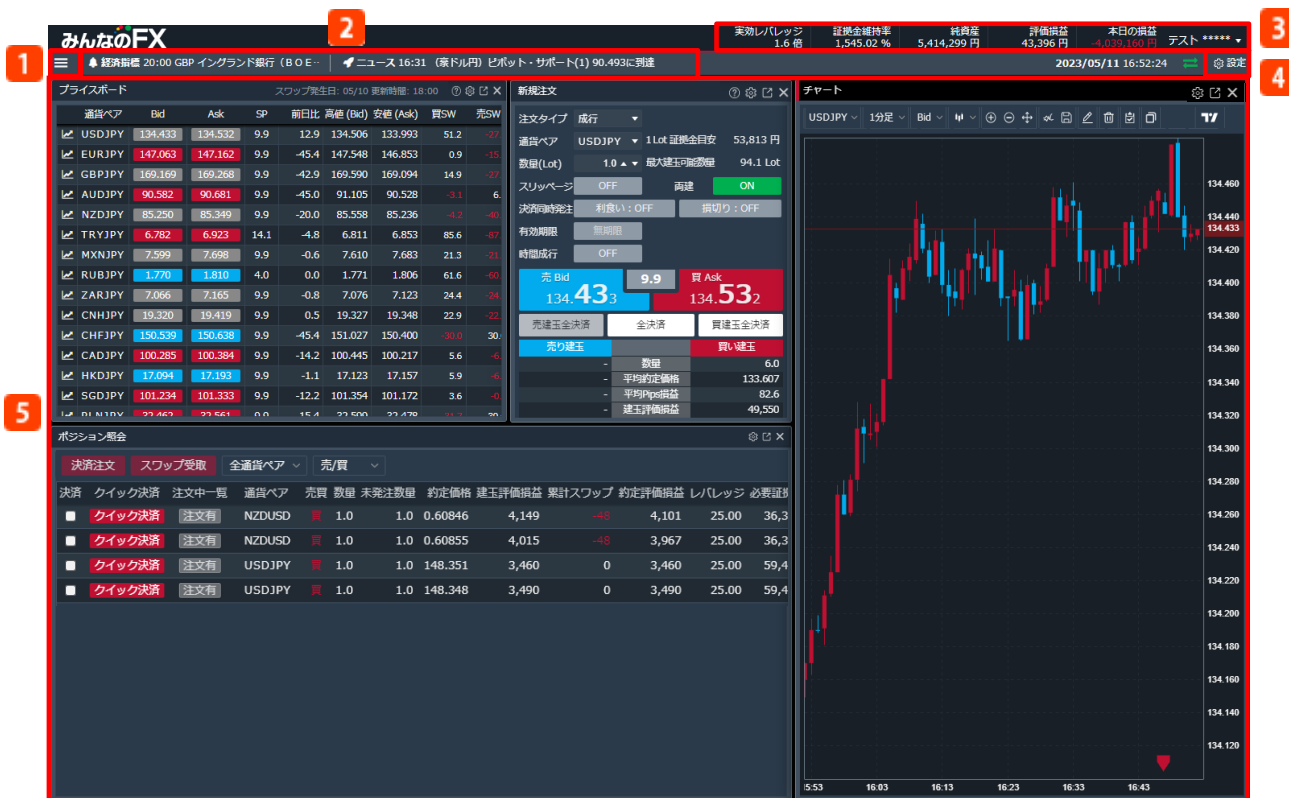 2
3
1
4
5
みんなのFX
実効レバレッジ 証拠金維持率 純資産 評価損益 本日の損益
1.6 倍 1,545.02 % 5,414,299 円 43,396 円 -4,039,160 円 テスト *****
経済指標 20:00 GBP イングランド銀行（ＢＯＥ… ニュース 16:31 （豪ドル円）ピボット・サポート(1) 90.493に到達 2023/05/11 16:52:24 設定
プライスボード スワップ発生日: 05/10 更新時間: 18:00
通貨ペア Bid Ask SP 前日比 高値 (Bid) 安値 (Ask) 買SW 売SW
USDJPY 134.433 134.532 9.9 12.9 134.506 133.993 51.2 -27.
EURJPY 147.063 147.162 9.9 -45.4 147.548 146.853 0.9 -15.
GBPJPY 169.169 169.268 9.9 -42.9 169.590 169.094 14.9 -27.
AUDJPY 90.582 90.681 9.9 -45.0 91.105 90.528 -3.1 6.
NZDJPY 85.250 85.349 9.9 -20.0 85.558 85.236 -4.2 -40.
TRYJPY 6.782 6.923 14.1 -4.8 6.811 6.853 85.6 -87.
MXNJPY 7.599 7.698 9.9 -0.6 7.610 7.683 21.3 -21.
RUBJPY 1.770 1.810 4.0 0.0 1.771 1.806 61.6 -60.
ZARJPY 7.066 7.165 9.9 -0.8 7.076 7.123 24.4 -24.
CNHJPY 19.320 19.419 9.9 0.5 19.327 19.348 22.9 -22.
CHFJPY 150.539 150.638 9.9 -45.4 151.027 150.400 -30.0 30.
CADJPY 100.285 100.384 9.9 -14.2 100.445 100.217 5.6 -6.
HKDJPY 17.094 17.193 9.9 -1.1 17.123 17.157 5.9 -6.
SGDJPY 101.234 101.333 9.9 -12.2 101.354 101.172 3.6 -0.
新規注文
注文タイプ 成行
通貨ペア USDJPY 1Lot 証拠金目安 53,813 円
数量(Lot) 1.0 最大建玉可能数量 94.1 Lot
スリッページ OFF 両建 ON
決済同時発注 利食い：OFF 損切り：OFF
有効期限 無期限
時間成行 OFF
売 Bid 9.9 買 Ask
134.433 134.532
売建玉全決済 全決済 買建玉全決済
売り建玉 買い建玉
- 数量 6.0
- 平均約定価格 133.607
- 平均Pips損益 82.6
- 建玉評価損益 49,550
チャート
USDJPY 1分足 Bid
134.460
134.440
134.433
134.420
134.400
134.380
134.360
134.340
134.320
134.300
134.280
134.260
134.240
134.220
134.200
134.180
134.160
134.140
134.120
15:53 16:03 16:13 16:23 16:33 16:43
ポジション照会
決済注文 スワップ受取 全通貨ペア 売/買
決済 クイック決済 注文中一覧 通貨ペア 売買 数量 未発注数量 約定価格 建玉評価損益 累計スワップ 約定評価損益 レバレッジ 必要証拠
クイック決済 注文有 NZDUSD 買 1.0 1.0 0.60846 4,149 -48 4,101 25.00 36,3
クイック決済 注文有 NZDUSD 買 1.0 1.0 0.60855 4,015 -48 3,967 25.00 36,3
クイック決済 注文有 USDJPY 買 1.0 1.0 148.351 3,460 0 3,460 25.00 59,4
クイック決済 注文有 USDJPY 買 1.0 1.0 148.348 3,490 0 3,490 25.00 59,4